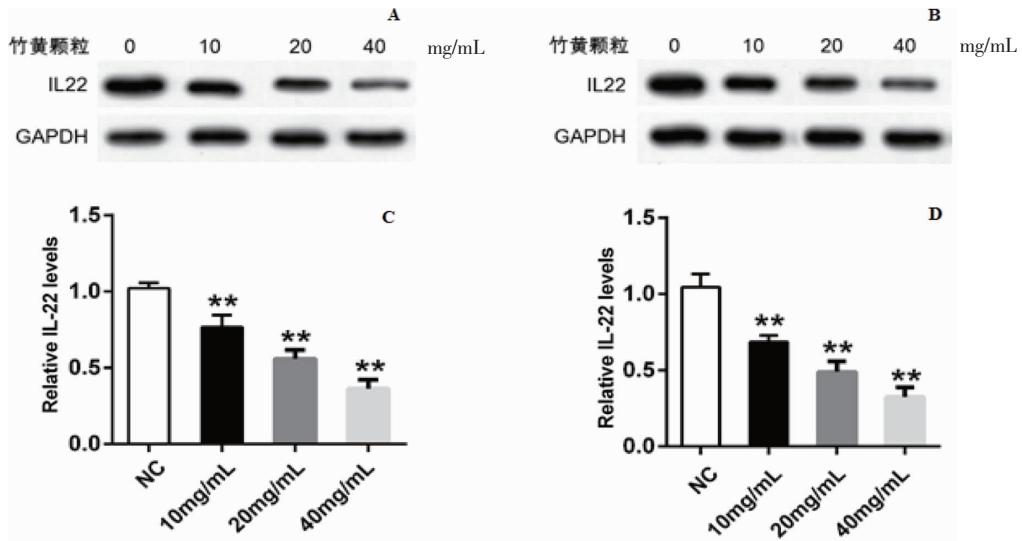 A
竹黄颗粒 0 10 20 40 mg/mL
IL22
GAPDH
B
竹黄颗粒 0 10 20 40 mg/mL
IL22
GAPDH
C
Relative IL-22 levels
1.5
1.0
0.5
0.0
** ** **
NC 10mg/mL 20mg/mL 40mg/mL
D
Relative IL-22 levels
1.5
1.0
0.5
0.0
** ** **
NC 10mg/mL 20mg/mL 40mg/mL